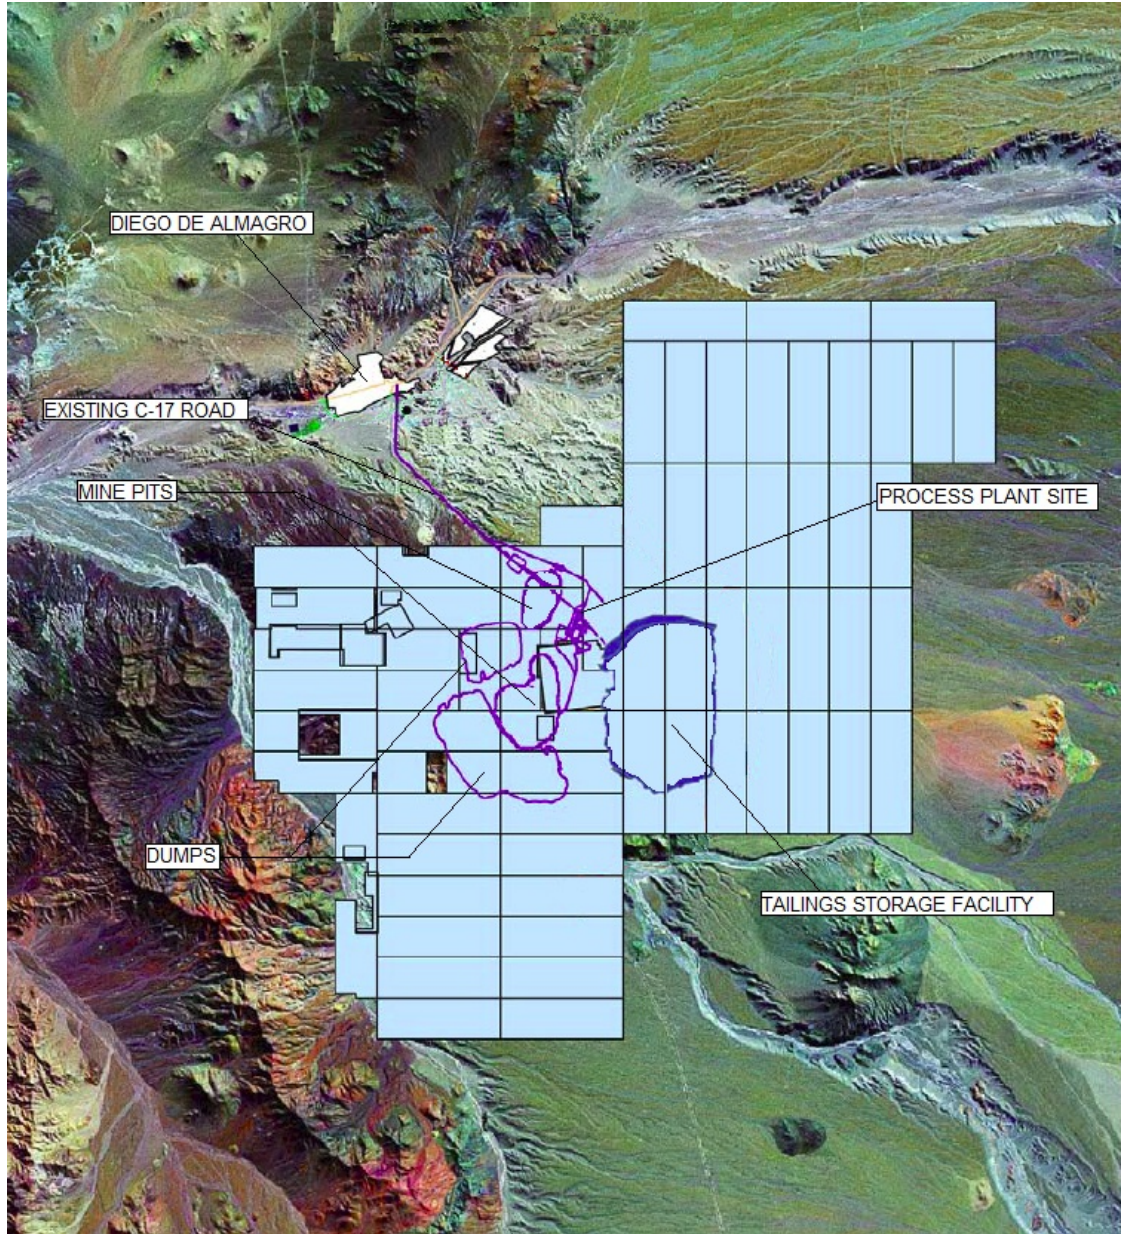 DIEGO DE ALMAGRO
EXISTING C-17 ROAD
MINE PITS
PROCESS PLANT SITE
DUMPS
TAILINGS STORAGE FACILITY